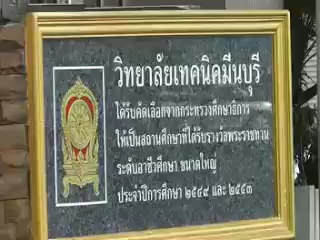 วิทยาลัยเทคนิคมีนบุรี
ได้รับคัดเลือกจากกระทรวงศึกษาธิการ
ให้เป็นสถานศึกษาที่ได้รับรางวัลพระราชทาน
ระดับอาชีวศึกษา ขนาดใหญ่
ประจำปีการศึกษา ๒๕๔๙ และ ๒๕๕๓